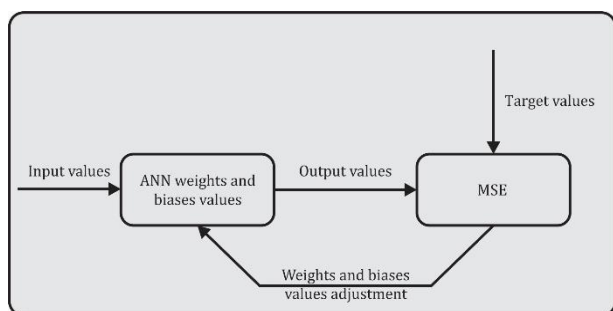 Target values
Input values
ANN weights and
biases values
Output values
MSE
Weights and biases
values adjustment